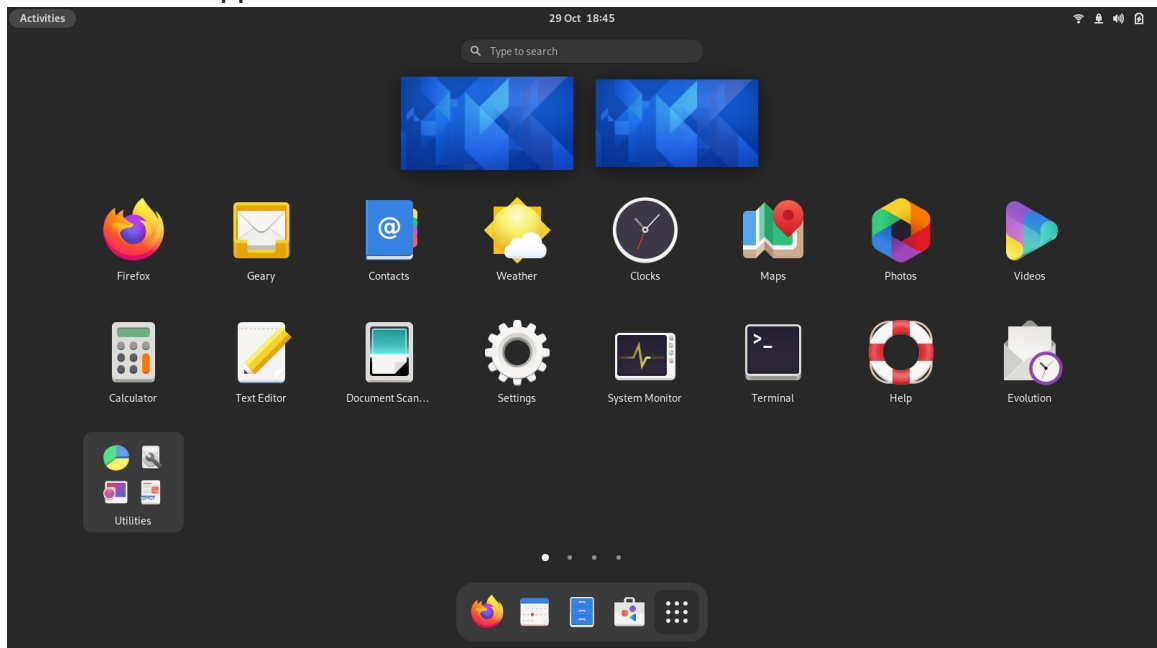 Activities
29 Oct 18:45
Type to search
Firefox
Geary
Contacts
Weather
Clocks
Maps
Photos
Videos
Calculator
Text Editor
Document Scan...
Settings
System Monitor
Terminal
Help
Evolution
Utilities